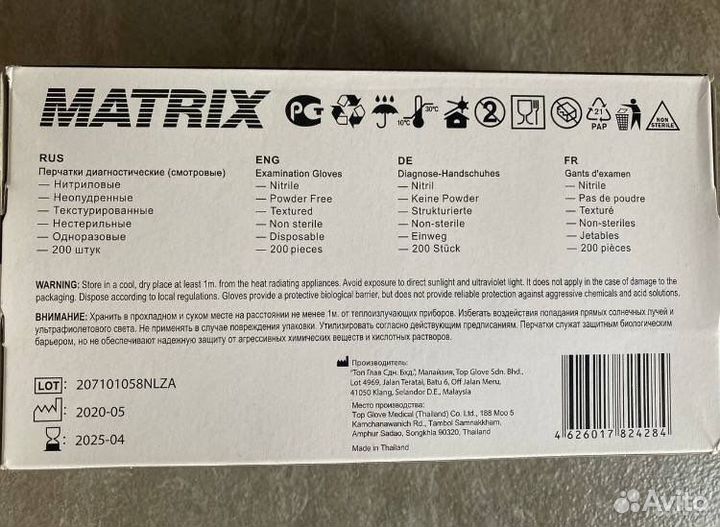 MATRIX
РСТ
30°C
10°C
2
21
PAP
NON
STERILE
RUS
Перчатки диагностические (смотровые)
— Нитриловые
— Неопудренные
— Текстурированные
— Нестерильные
— Одноразовые
— 200 штук
ENG
Examination Gloves
— Nitrile
— Powder Free
— Textured
— Non sterile
— Disposable
— 200 pieces
DE
Diagnose-Handschuhes
— Nitril
— Keine Powder
— Strukturierte
— Non-sterile
— Einweg
— 200 Stück
FR
Gants d'examen
— Nitrile
— Pas de poudre
— Texturé
— Non-steriles
— Jetables
— 200 pièces
WARNING: Store in a cool, dry place at least 1m. from the heat radiating appliances. Avoid exposure to direct sunlight and ultraviolet light. It does not apply in the case of damage to the
packaging. Dispose according to local regulations. Gloves provide a protective biological barrier, but does not provide reliable protection against aggressive chemicals and acid solutions.
ВНИМАНИЕ: Хранить в прохладном и сухом месте на расстоянии не менее 1м. от теплоизлучающих приборов. Избегать воздействия попадания прямых солнечных лучей и
ультрафиолетового света. Не применять в случае повреждения упаковки. Утилизировать согласно действующим предписаниям. Перчатки служат защитным биологическим
барьером, но не обеспечивают надежную защиту от агрессивных химических веществ и кислотных растворов.
LOT: 207101058NLZA
2020-05
2025-04
Производитель:
"Топ Глав Сдн. Бхд.", Малайзия, Top Glove Sdn. Bhd.,
Lot 4969, Jalan Teratai, Batu 6, Off Jalan Meru,
41050 Klang, Selandor D.E., Malaysia
Место производства:
Top Glove Medical (Thailand) Co., Ltd., 188 Moo 5
Karnchanawanich Rd., Tambol Samnakkham,
Amphur Sadao, Songkhla 90320, Thailand
Made in Thailand
4 626017 824284
Avito